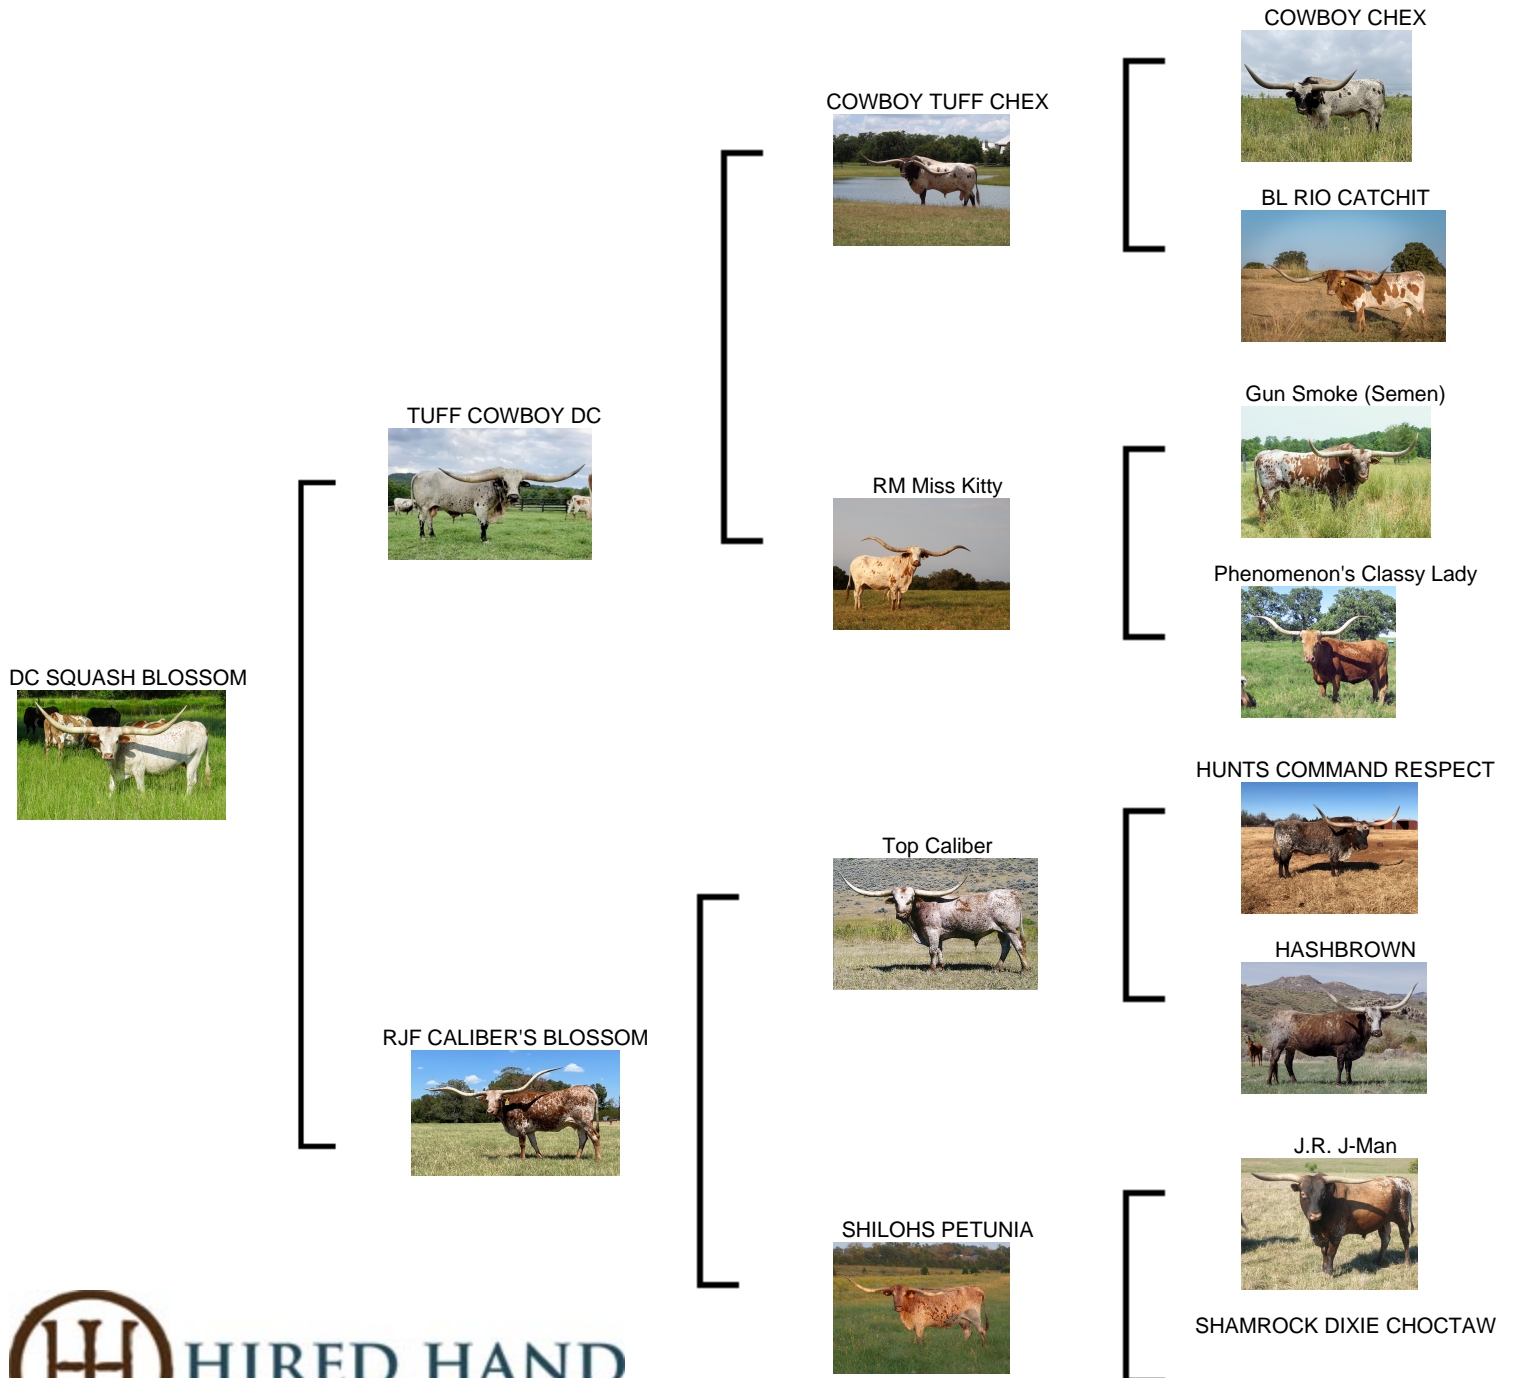 COWBOY CHEX
COWBOY TUFF CHEX
BL RIO CATCHIT
TUFF COWBOY DC
Gun Smoke (Semen)
RM Miss Kitty
Phenomenon's Classy Lady
DC SQUASH BLOSSOM
HUNTS COMMAND RESPECT
Top Caliber
HASHBROWN
RJF CALIBER'S BLOSSOM
J.R. J-Man
SHILOHS PETUNIA
SHAMROCK DIXIE CHOCTAW
HIRED HAND